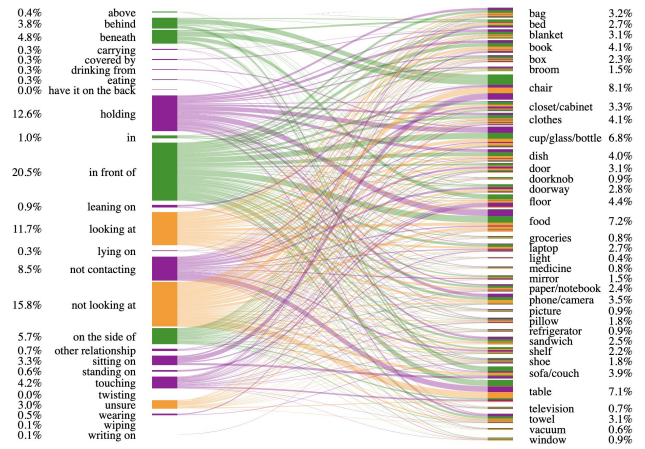 0.4% above
3.8% behind
4.8% beneath
0.3% carrying
0.3% covered by
0.3% drinking from
0.3% eating
0.0% have it on the back
12.6% holding
1.0% in
20.5% in front of
0.9% leaning on
11.7% looking at
0.3% lying on
8.5% not contacting
15.8% not looking at
5.7% on the side of
0.7% other relationship
3.3% sitting on
0.6% standing on
4.2% touching
0.0% twisting
3.0% unsure
0.5% wearing
0.1% wiping
0.1% writing on
bag 3.2%
bed 2.7%
blanket 3.1%
book 4.1%
box 2.3%
broom 1.5%
chair 8.1%
closet/cabinet 3.3%
clothes 4.1%
cup/glass/bottle 6.8%
dish 4.0%
door 3.1%
doorknob 0.9%
doorway 2.8%
floor 4.4%
food 7.2%
groceries 0.8%
laptop 2.7%
light 0.4%
medicine 0.8%
mirror 1.5%
paper/notebook 2.4%
phone/camera 3.5%
picture 0.9%
pillow 1.8%
refrigerator 0.9%
sandwich 2.5%
shelf 2.2%
shoe 1.8%
sofa/couch 3.9%
table 7.1%
television 0.7%
towel 3.1%
vacuum 0.6%
window 0.9%